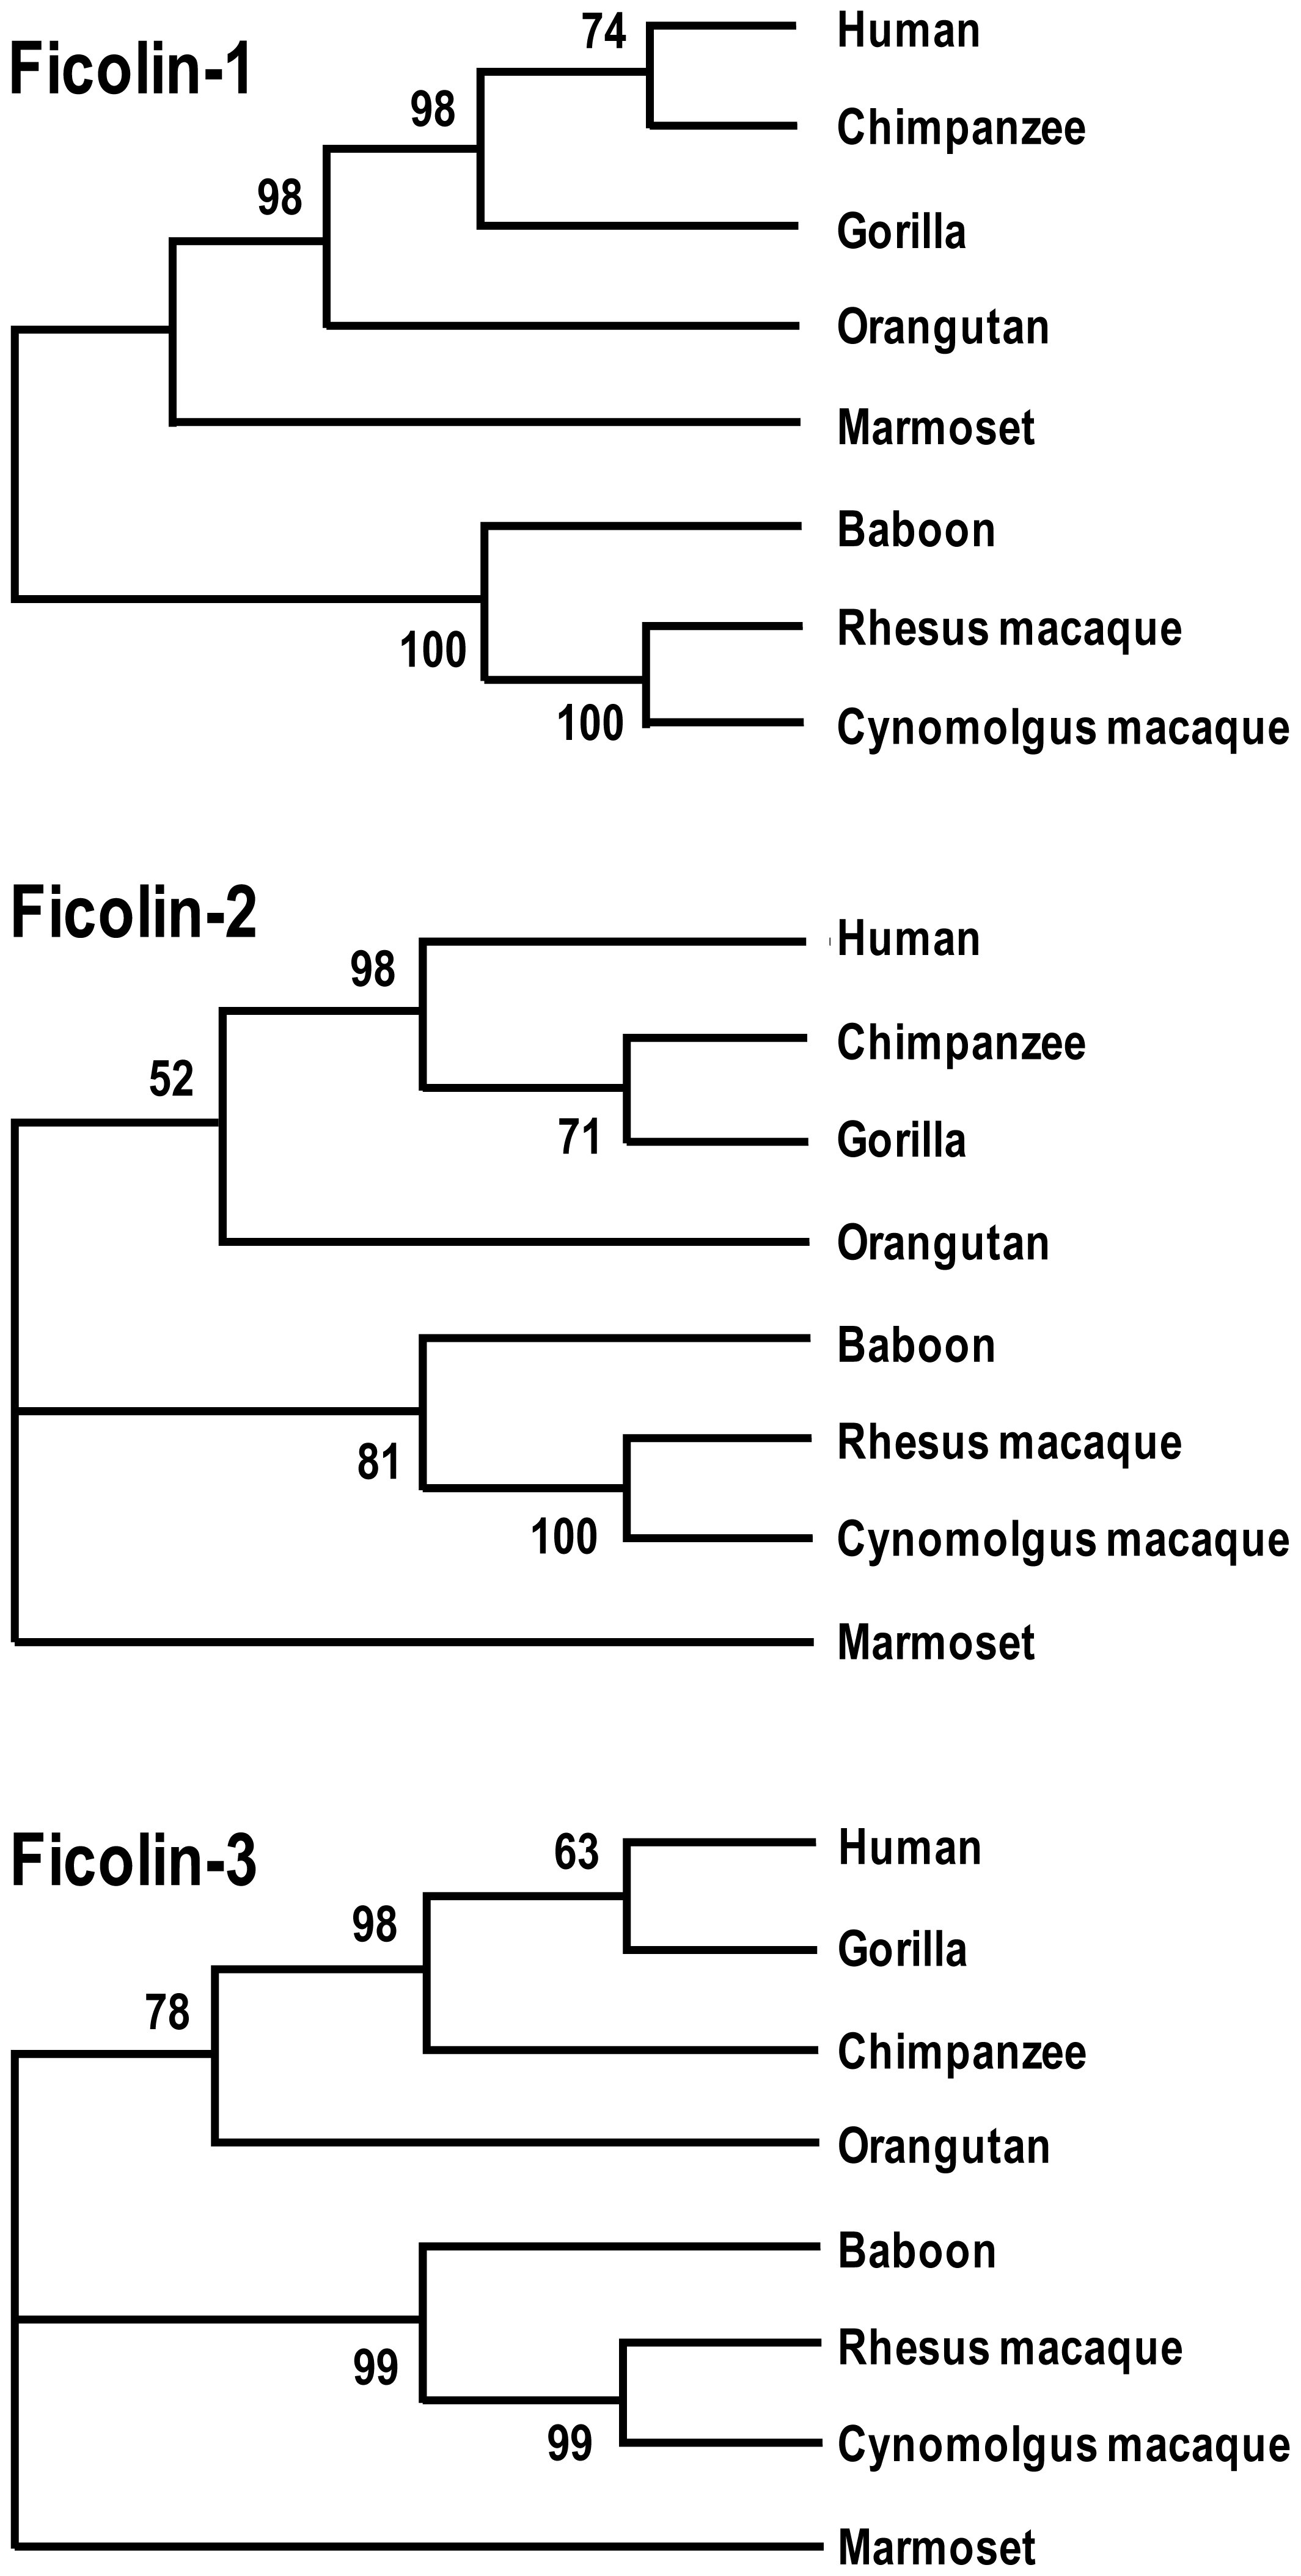 74
Human
Ficolin-1
98
Chimpanzee
98
Gorilla
Orangutan
Marmoset
Baboon
Rhesus macaque
100
100
Cynomolgus macaque
Ficolin-2
Human
98
Chimpanzee
52
71
Gorilla
Orangutan
Baboon
Rhesus macaque
81
100
Cynomolgus macaque
Marmoset
Ficolin-3
63
Human
98
Gorilla
78
Chimpanzee
Orangutan
Baboon
Rhesus macaque
99
99
Cynomolgus macaque
Marmoset